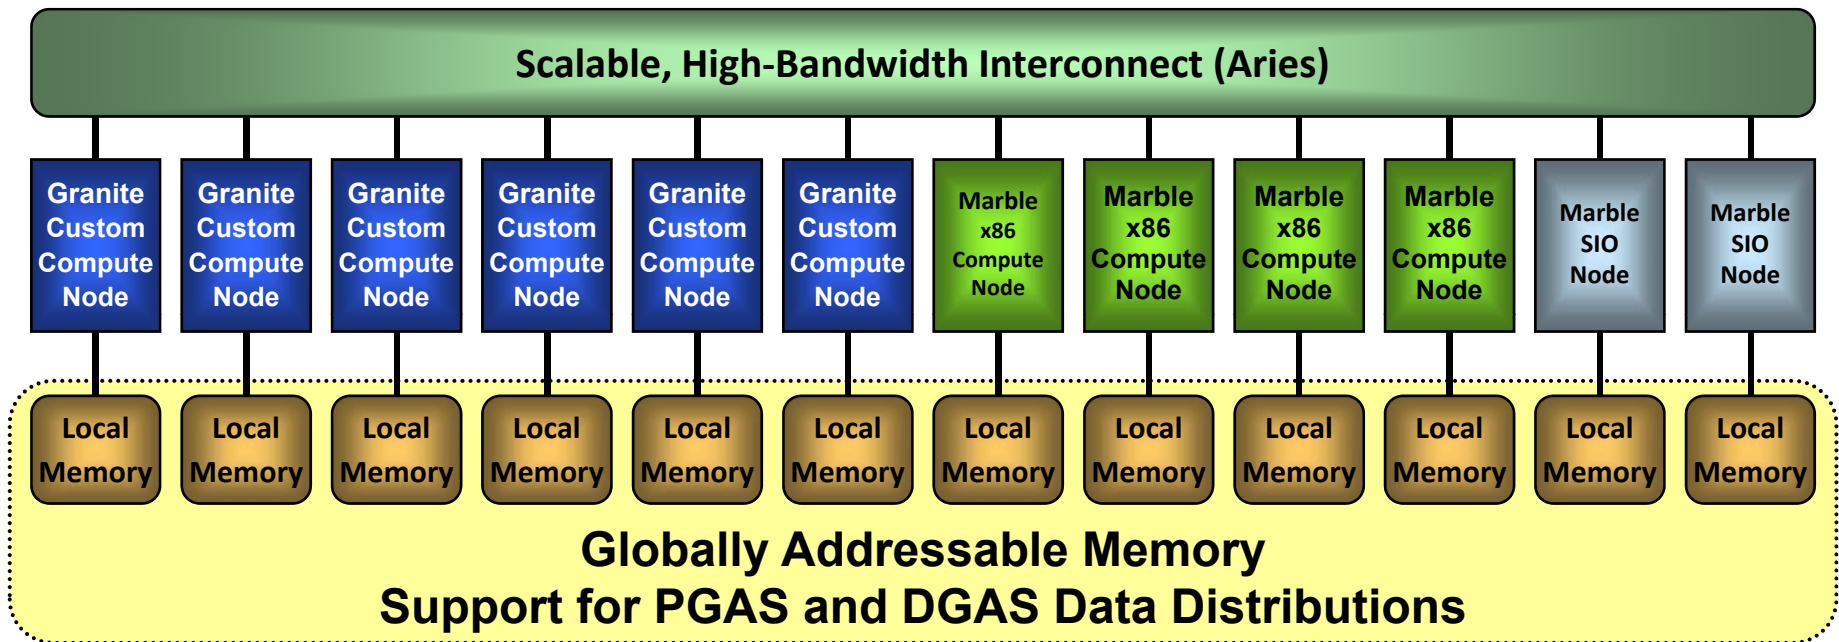 Scalable, High-Bandwidth Interconnect (Aries)
Granite
Custom
Compute
Node
Granite
Custom
Compute
Node
Granite
Custom
Compute
Node
Granite
Custom
Compute
Node
Granite
Custom
Compute
Node
Granite
Custom
Compute
Node
Marble
x86
Compute
Node
Marble
x86
Compute
Node
Marble
x86
Compute
Node
Marble
x86
Compute
Node
Marble
SIO
Node
Marble
SIO
Node
Local
Memory
Local
Memory
Local
Memory
Local
Memory
Local
Memory
Local
Memory
Local
Memory
Local
Memory
Local
Memory
Local
Memory
Local
Memory
Local
Memory
Globally Addressable Memory
Support for PGAS and DGAS Data Distributions